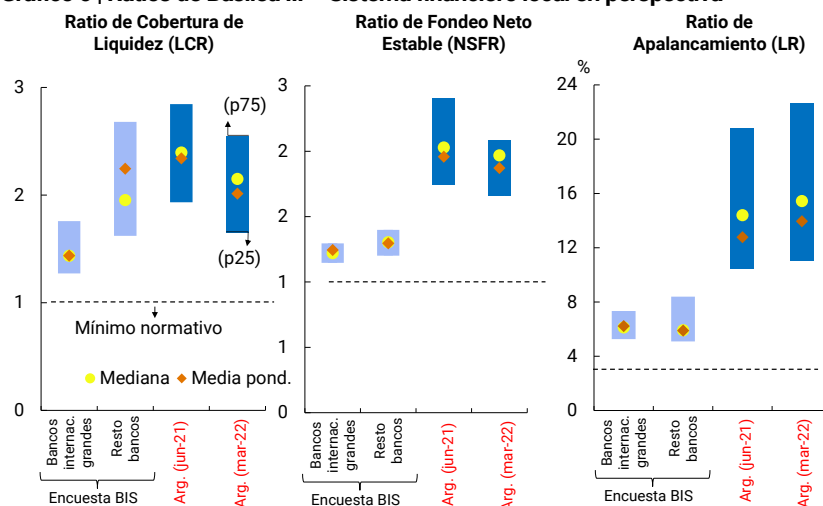 Ratio de Cobertura de
Liquidez (LCR)
3
2
1
0
(p75)
(p25)
Mínimo normativo
Mediana
Media pond.
Bancos
internac.
grandes
Resto
bancos
Arg. (jun-21)
Arg. (mar-22)
Encuesta BIS
Ratio de Fondeo Neto
Estable (NSFR)
3
2
2
1
1
0
Bancos
internac.
grandes
Resto
bancos
Arg. (jun-21)
Arg. (mar-22)
Encuesta BIS
Ratio de
Apalancamiento (LR)
%
24
20
16
12
8
4
0
Bancos
internac.
grandes
Resto
bancos
Arg. (jun-21)
Arg. (mar-22)
Encuesta BIS